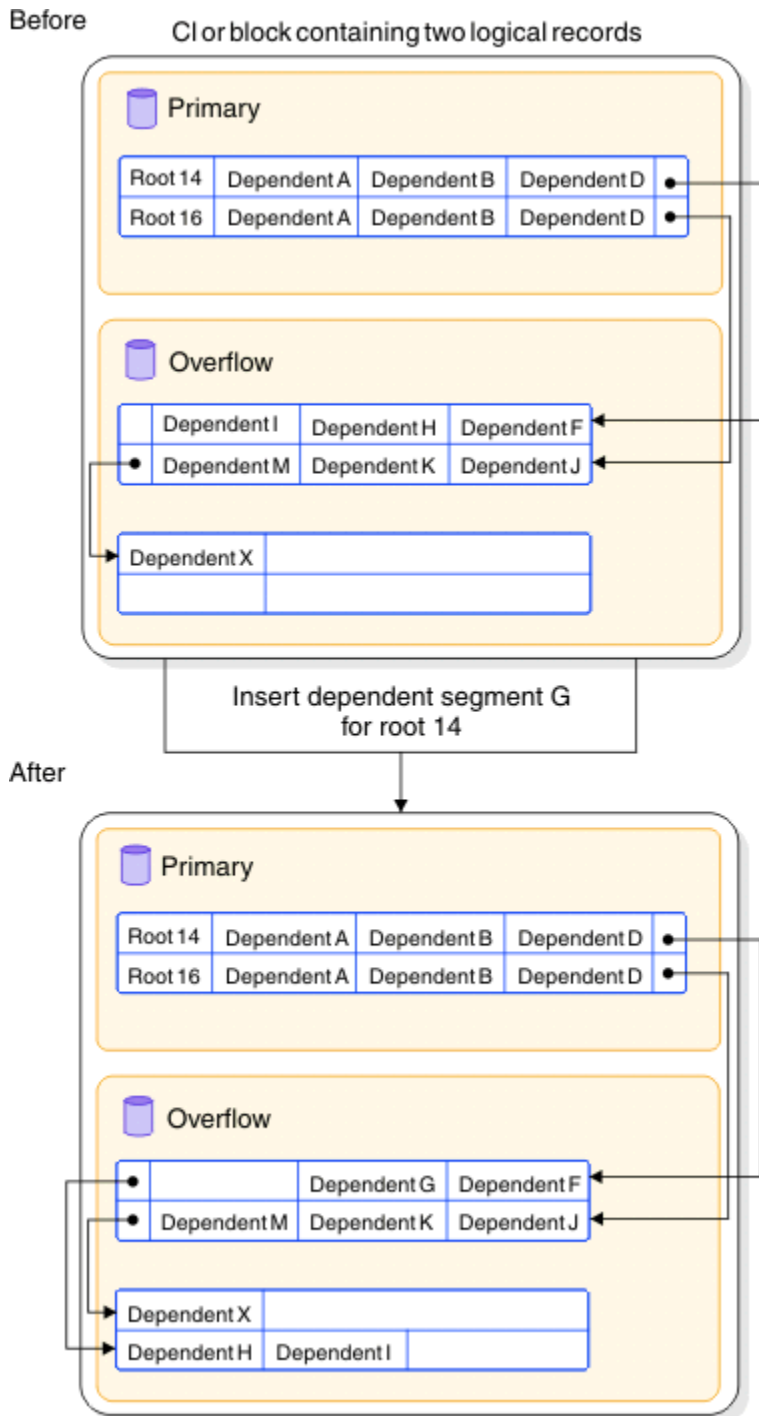 Before
CI or block containing two logical records
Primary
Root 14 Dependent A Dependent B Dependent D
Root 16 Dependent A Dependent B Dependent D
Overflow
Dependent I Dependent H Dependent F
Dependent M Dependent K Dependent J
Dependent X
Insert dependent segment G
for root 14
After
Primary
Root 14 Dependent A Dependent B Dependent D
Root 16 Dependent A Dependent B Dependent D
Overflow
Dependent G Dependent F
Dependent M Dependent K Dependent J
Dependent X
Dependent H Dependent I